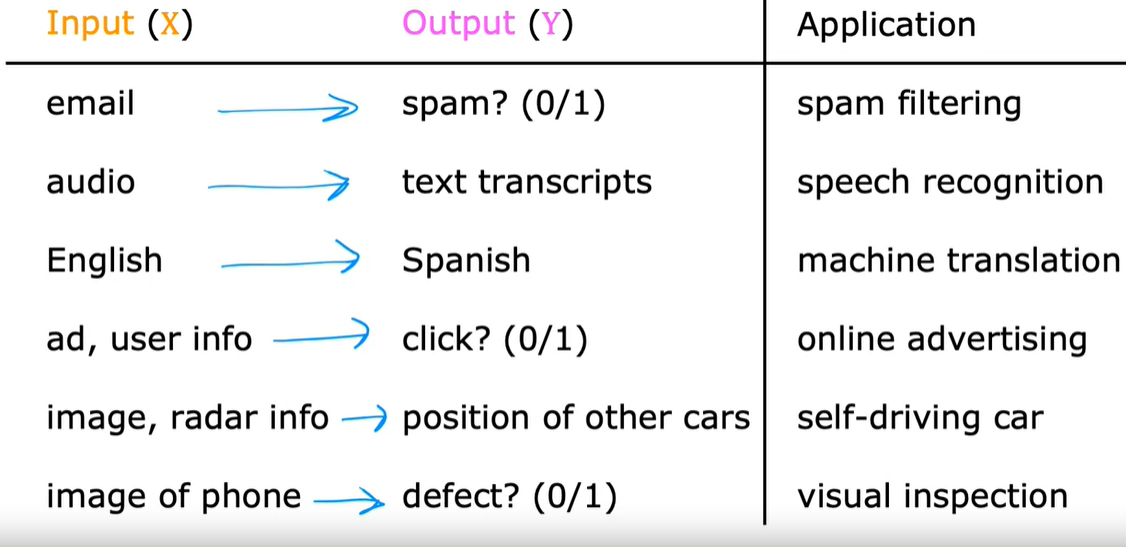 Input (X) Output (Y) Application
email spam? (0/1) spam filtering
audio text transcripts speech recognition
English Spanish machine translation
ad, user info click? (0/1) online advertising
image, radar info position of other cars self-driving car
image of phone defect? (0/1) visual inspection